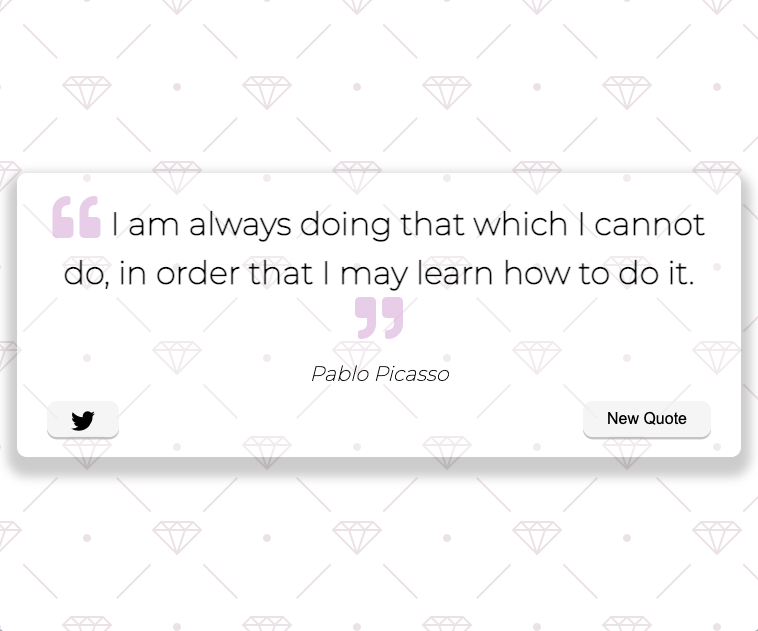 “ I am always doing that which I cannot
do, in order that I may learn how to do it.
”
Pablo Picasso
New Quote